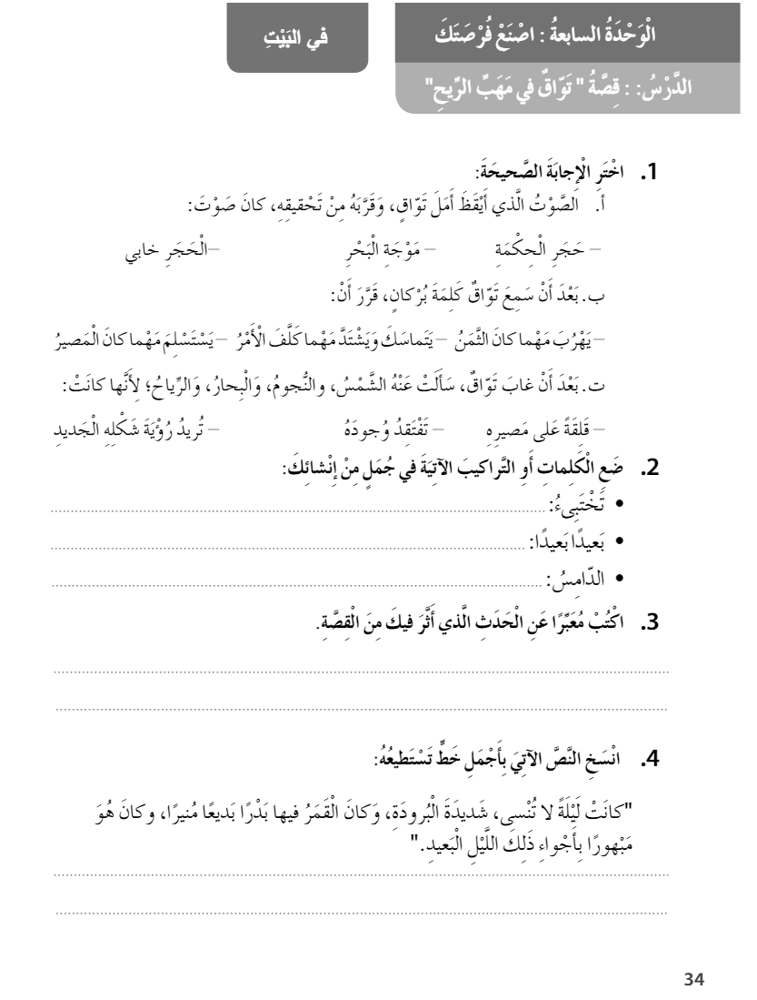 الْوَحْدَةُ السابعةُ : اصْنَعْ فُرْصَتَكَ
في البَيْتِ
الدَّرْسُ: : قِصَّةُ " تَوّاقٌ في مَهَبِّ الرِّيحِ"
1. اخْتَرِ الْإِجابَةَ الصَّحيحَةَ:
أ. الصَّوْتُ الَّذي أَيْقَظَ أَمَلَ تَوّاقٍ، وَقَرَّبَهُ مِنْ تَحْقيقِهِ، كانَ صَوْتَ:
– حَجَرِ الْحِكْمَةِ – مَوْجَةِ الْبَحْرِ –الْحَجَرِ خابي
ب. بَعْدَ أَنْ سَمِعَ تَوّاقٌ كَلِمَةَ بُرْكانٍ، قَرَّرَ أَنْ:
– يَهْرُبَ مَهْما كانَ الثَّمَنُ – يَتَماسَكَ وَيَشْتَدَّ مَهْما كَلَّفَ الْأَمْرُ – يَسْتَسْلِمَ مَهْما كانَ الْمَصيرُ
ت. بَعْدَ أَنْ غابَ تَوّاقٌ، سَأَلَتْ عَنْهُ الشَّمْسُ، والنُّجومُ، وَالْبِحارُ، وَالرِّياحُ؛ لِأَنَّها كانَتْ:
– قَلِقَةً عَلى مَصيرِهِ – تَفْتَقِدُ وُجودَهُ – تُريدُ رُؤْيَةَ شَكْلِهِ الْجَديدِ
2. ضَعِ الْكَلِماتِ أَوِ التَّراكيبَ الآتِيَةَ في جُمَلٍ مِنْ إِنْشائِكَ:
• تَخْتَبِىءُ:
• بَعيدًا بَعيدًا:
• الدّامِسُ:
3. اكْتُبْ مُعَبِّرًا عَنِ الْحَدَثِ الَّذي أَثَّرَ فيكَ مِنَ الْقِصَّةِ.
4. انْسَخِ النَّصَّ الآتِيَ بِأَجْمَلِ خَطٍّ تَسْتَطيعُهُ:
"كانَتْ لَيْلَةً لا تُنْسى، شَديدَةَ الْبُرودَةِ، وَكانَ الْقَمَرُ فيها بَدْرًا بَديعًا مُنيرًا، وكانَ هُوَ
مَبْهورًا بِأَجْواءِ ذَلِكَ اللَّيْلِ الْبَعيدِ."
34